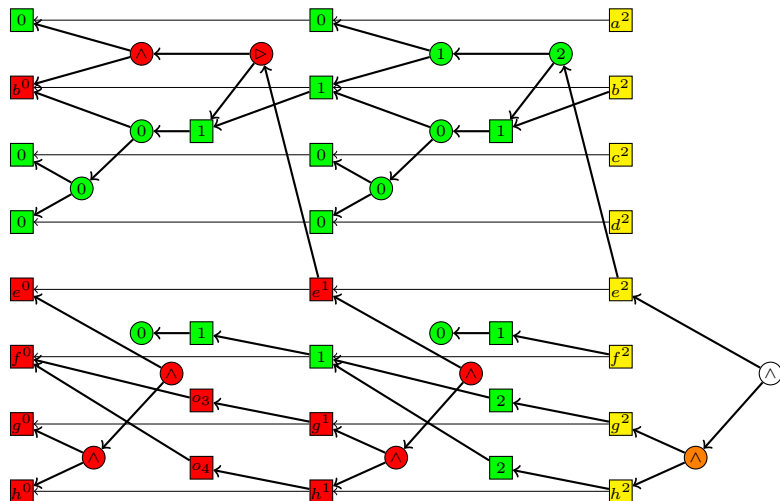 0 0 a²
∧ ▷ 1 2
b⁰ 1 b²
0 1 0 1
0 0 c²
0 0
0 0 d²
e⁰ e¹ e²
0 1 0 1
f⁰ 1 f²
∧ ∧ ∧
o₃ 2
g⁰ g¹ g²
∧ ∧ ∧
o₄ 2
h⁰ h¹ h²